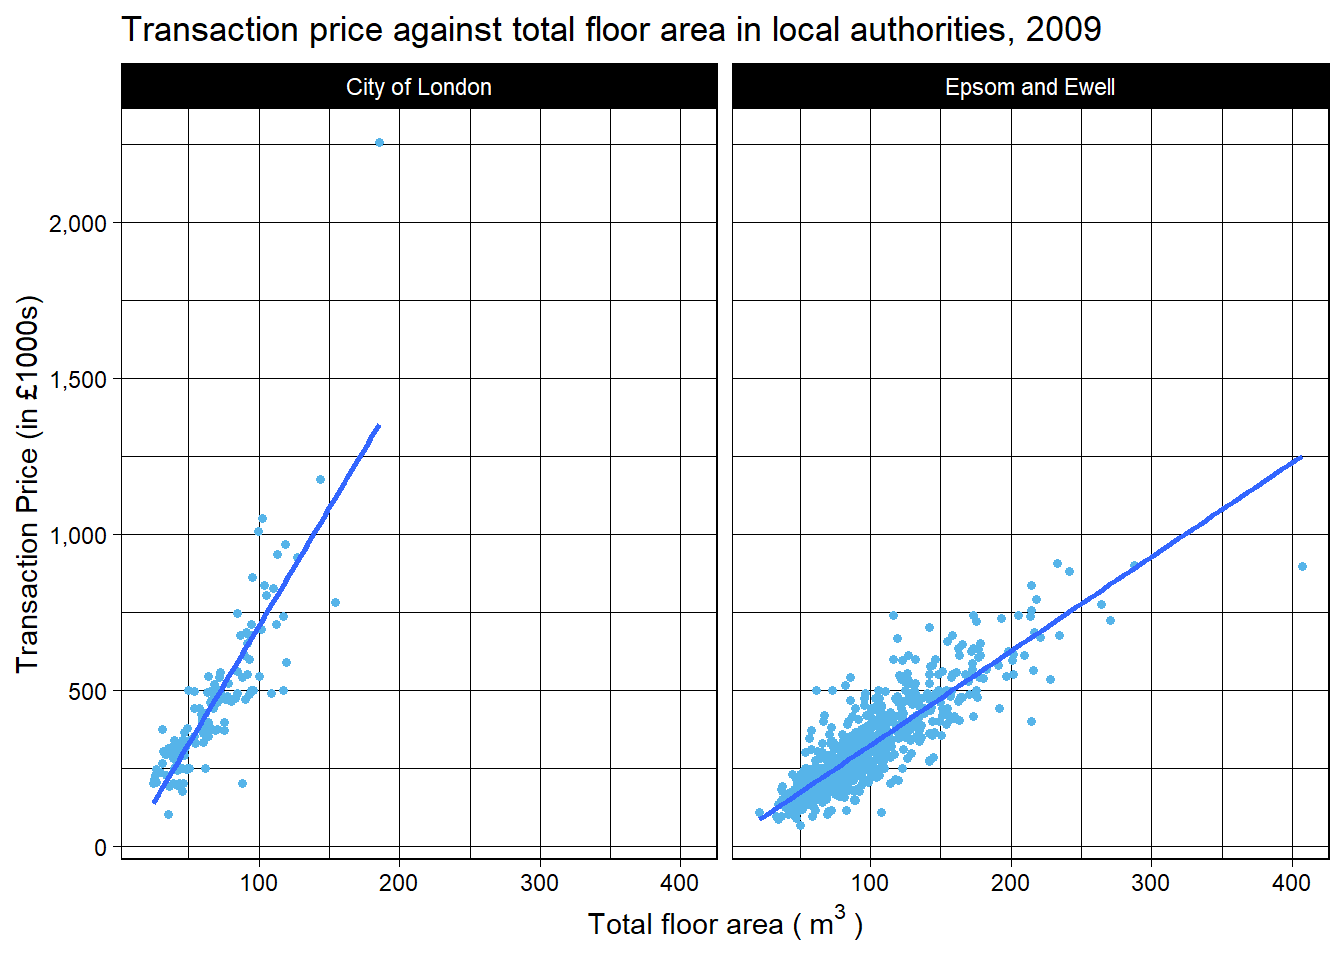 Transaction price against total floor area in local authorities, 2009
City of London
Epsom and Ewell
Transaction Price (in £1000s)
2,000
1,500
1,000
500
0
100 200 300 400
100 200 300 400
Total floor area ( m³ )